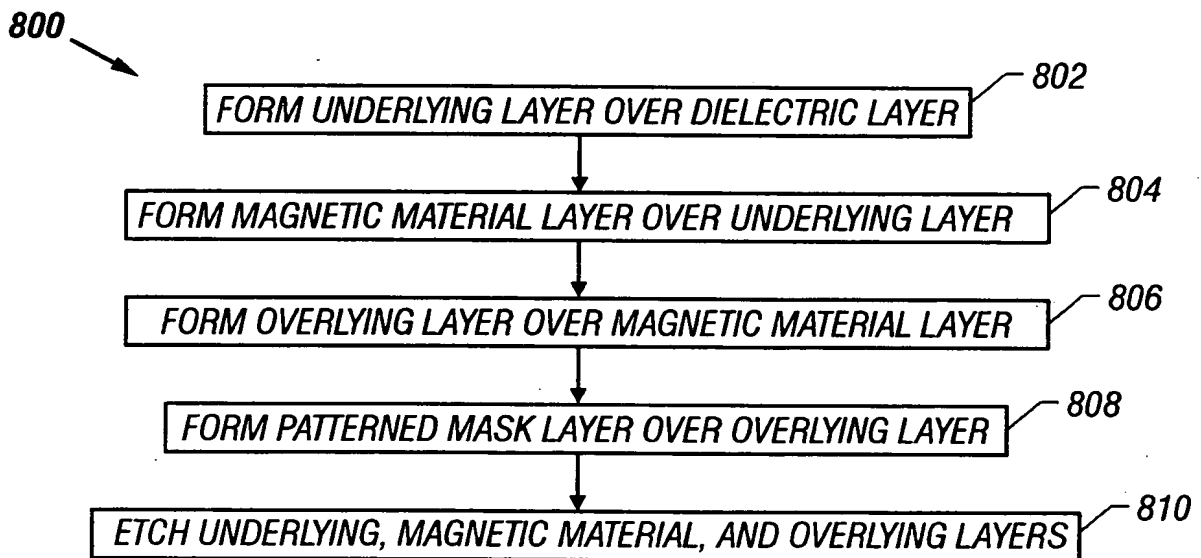 800
802
FORM UNDERLYING LAYER OVER DIELECTRIC LAYER
804
FORM MAGNETIC MATERIAL LAYER OVER UNDERLYING LAYER
806
FORM OVERLYING LAYER OVER MAGNETIC MATERIAL LAYER
808
FORM PATTERNED MASK LAYER OVER OVERLYING LAYER
810
ETCH UNDERLYING, MAGNETIC MATERIAL, AND OVERLYING LAYERS